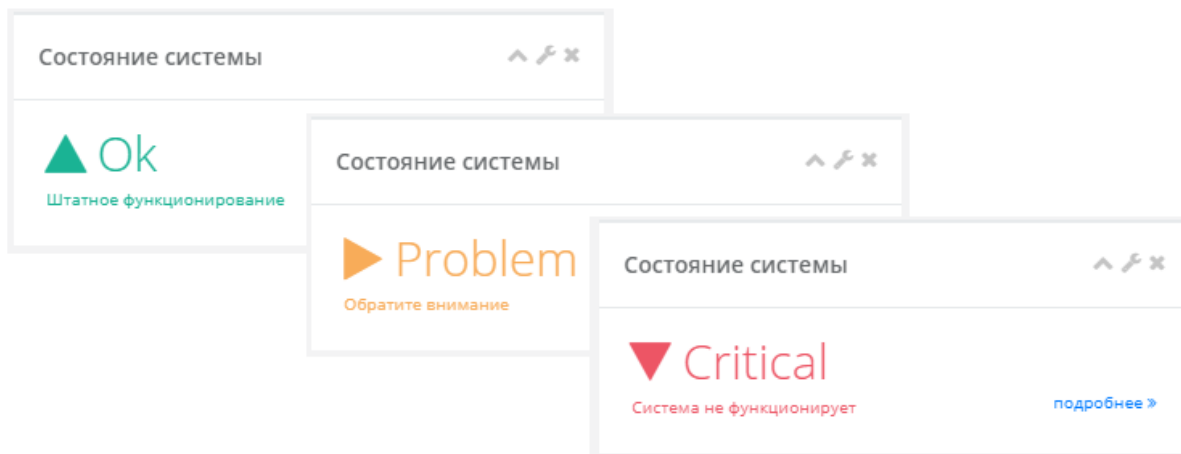 Состояние системы
Ok
Штатное функционирование
Состояние системы
Problem
Обратите внимание
Состояние системы
Critical
Система не функционирует
подробнее »